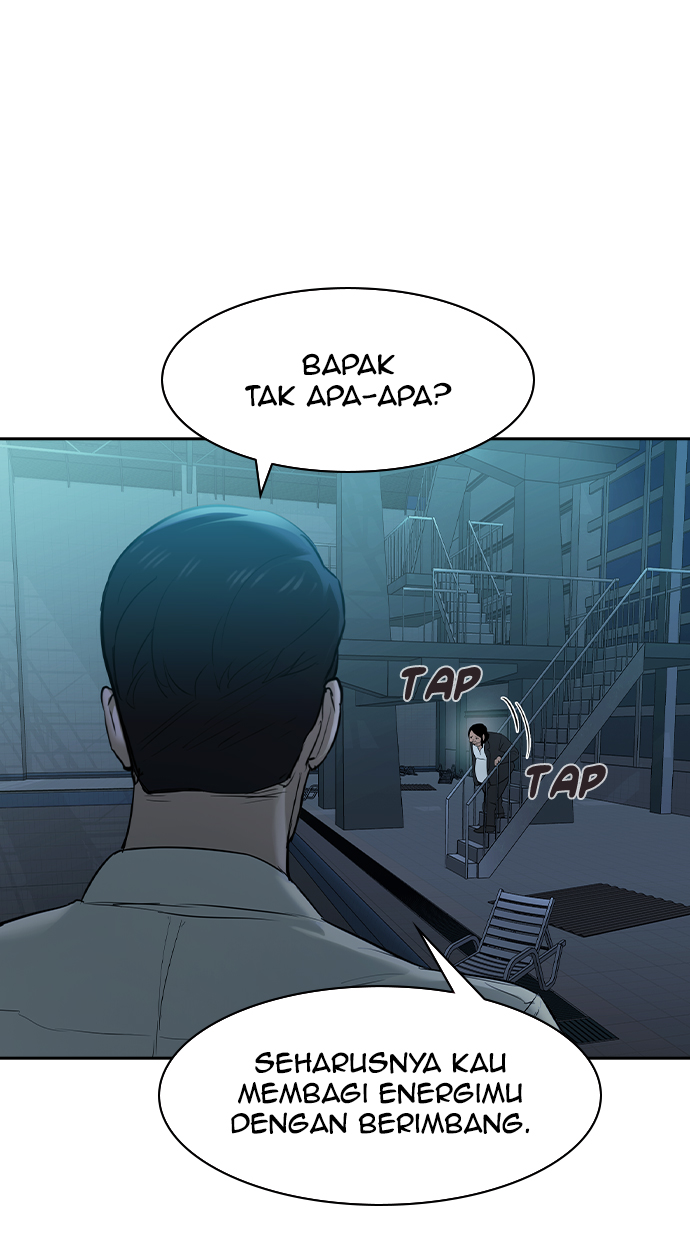 BAPAK
TAK APA-APA?
TAP
TAP
SEHARUSNYA KAU
MEMBAGI ENERGIMU
DENGAN BERIMBANG.